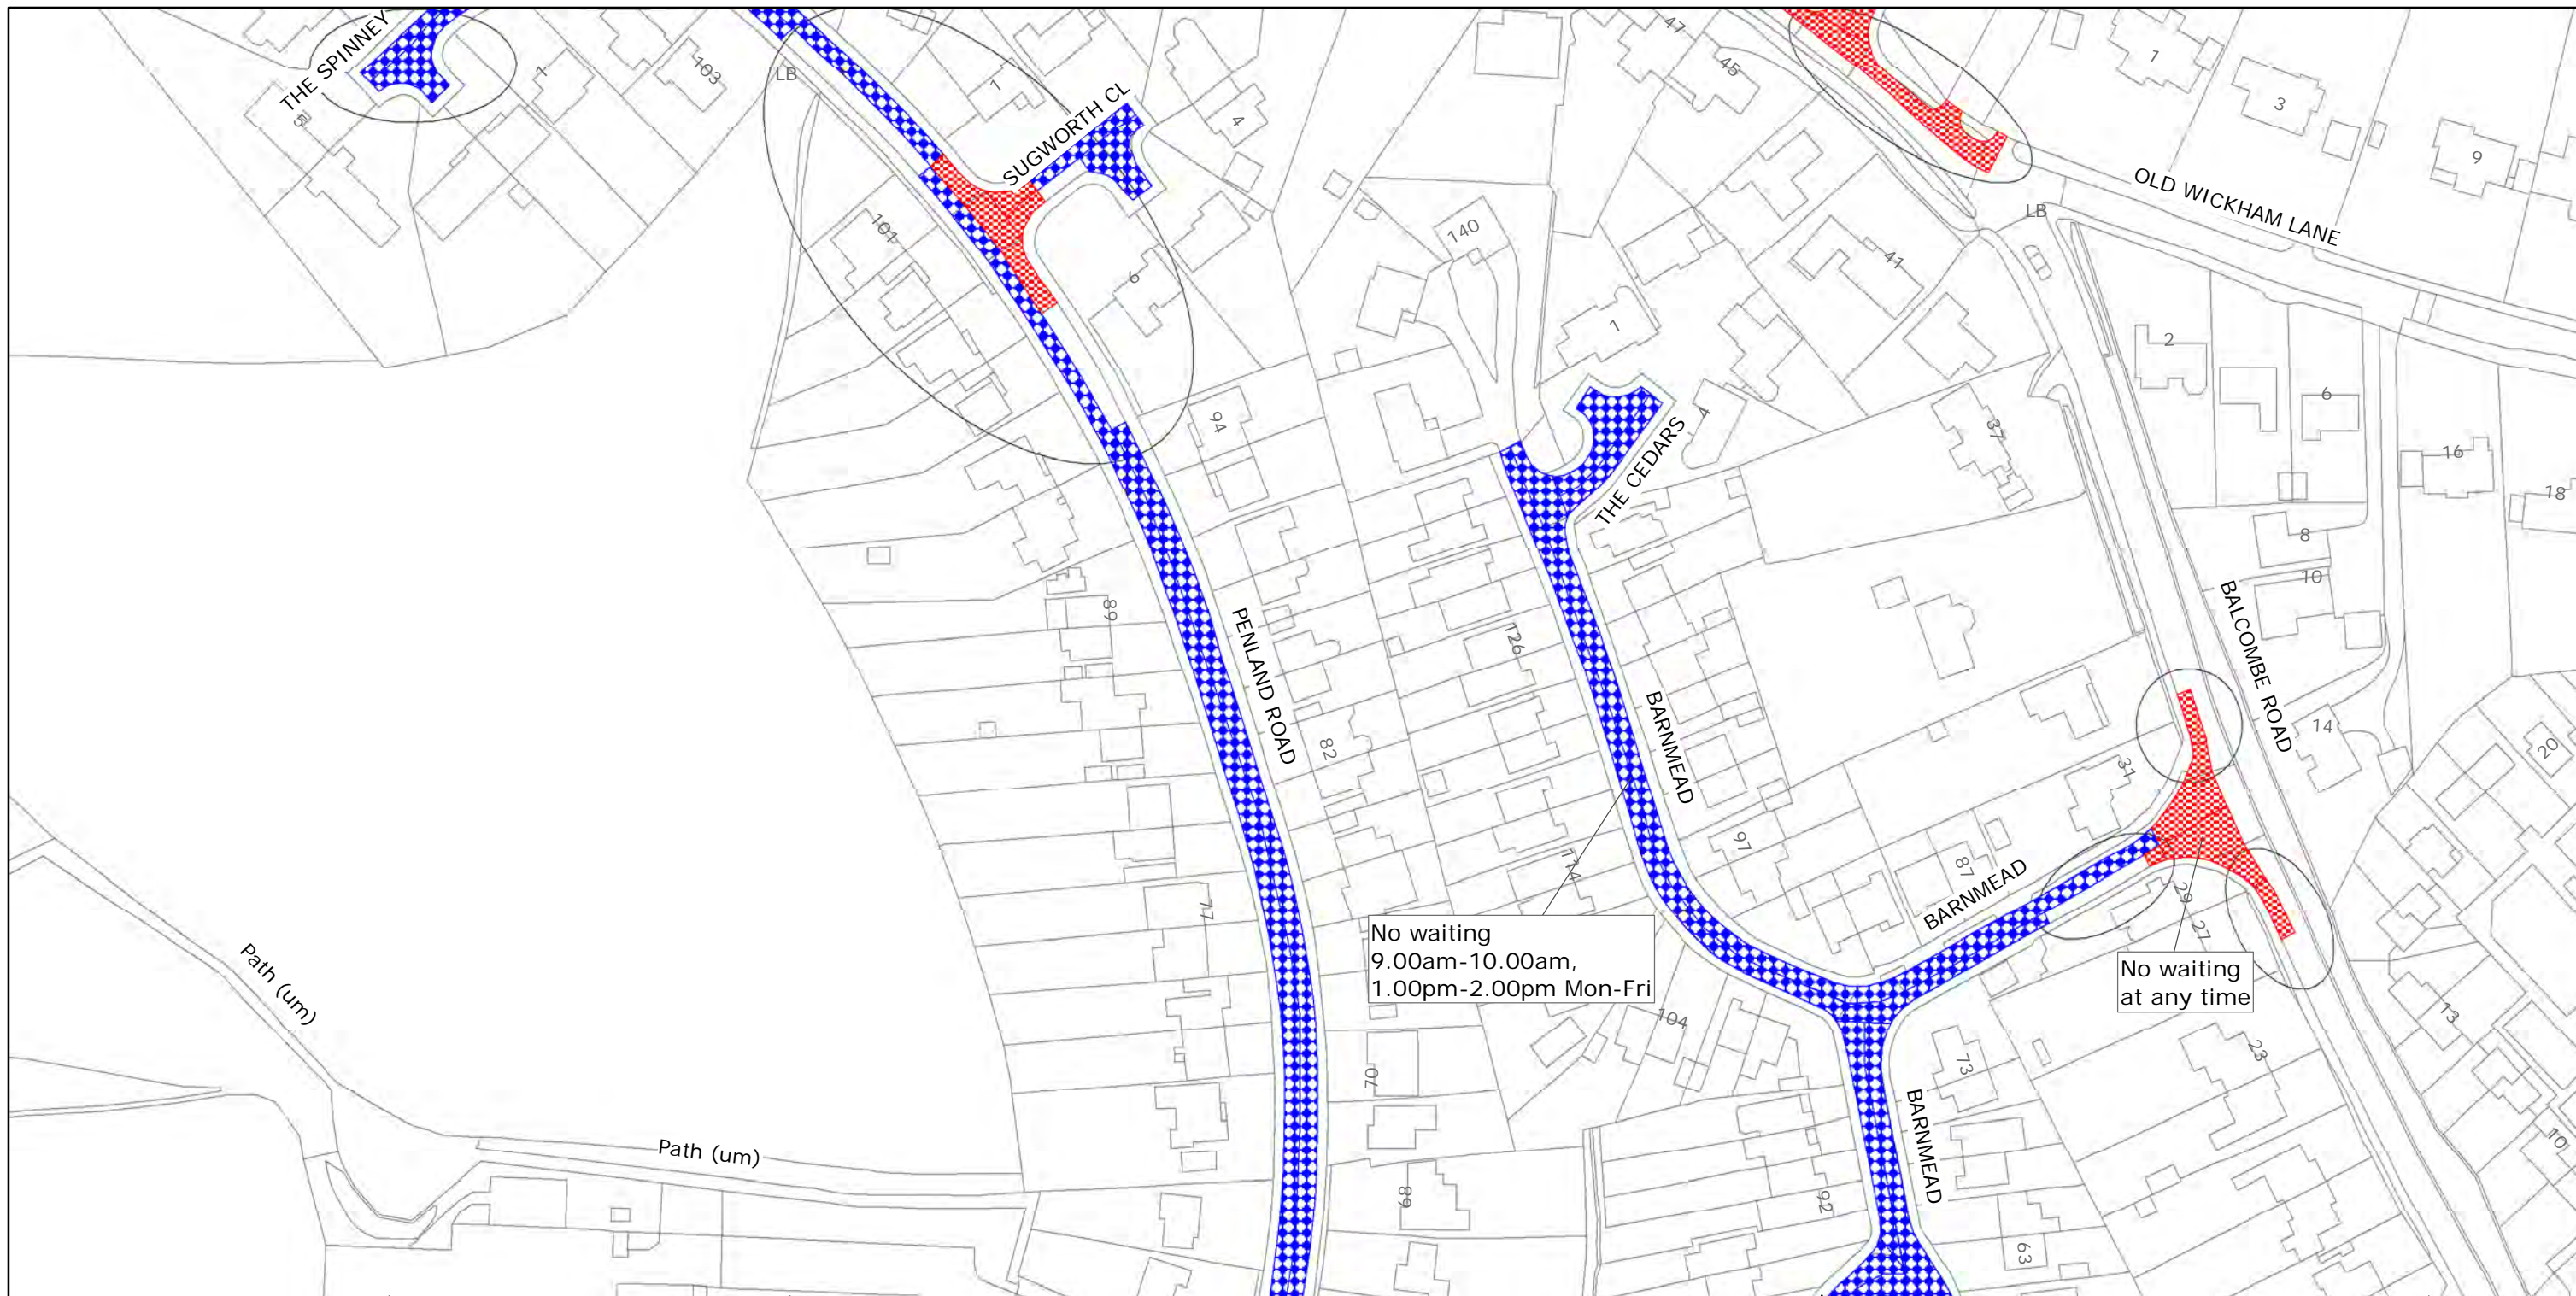 THE SPINNEY
5
1
103
LB
1
SUGWORTH CL
4
101
6
47
45
1
3
9
OLD WICKHAM LANE
LB
140
41
1
2
6
94
4
THE CEDARS
37
16
18
8
10
89
PENLAND ROAD
126
BARNMEAD
BALCOMBE ROAD
82
14
20
31
97
114
87
BARNMEAD
77
29
27
No waiting
9.00am-10.00am,
1.00pm-2.00pm Mon-Fri
No waiting
at any time
Path (um)
104
13
73
23
70
BARNMEAD
Path (um)
10
68
92
63